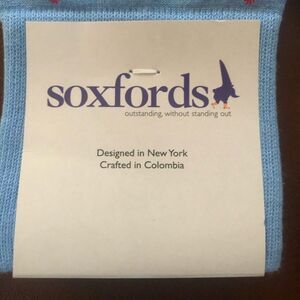 soxfords
outstanding, without standing out
Designed in New York
Crafted in Colombia